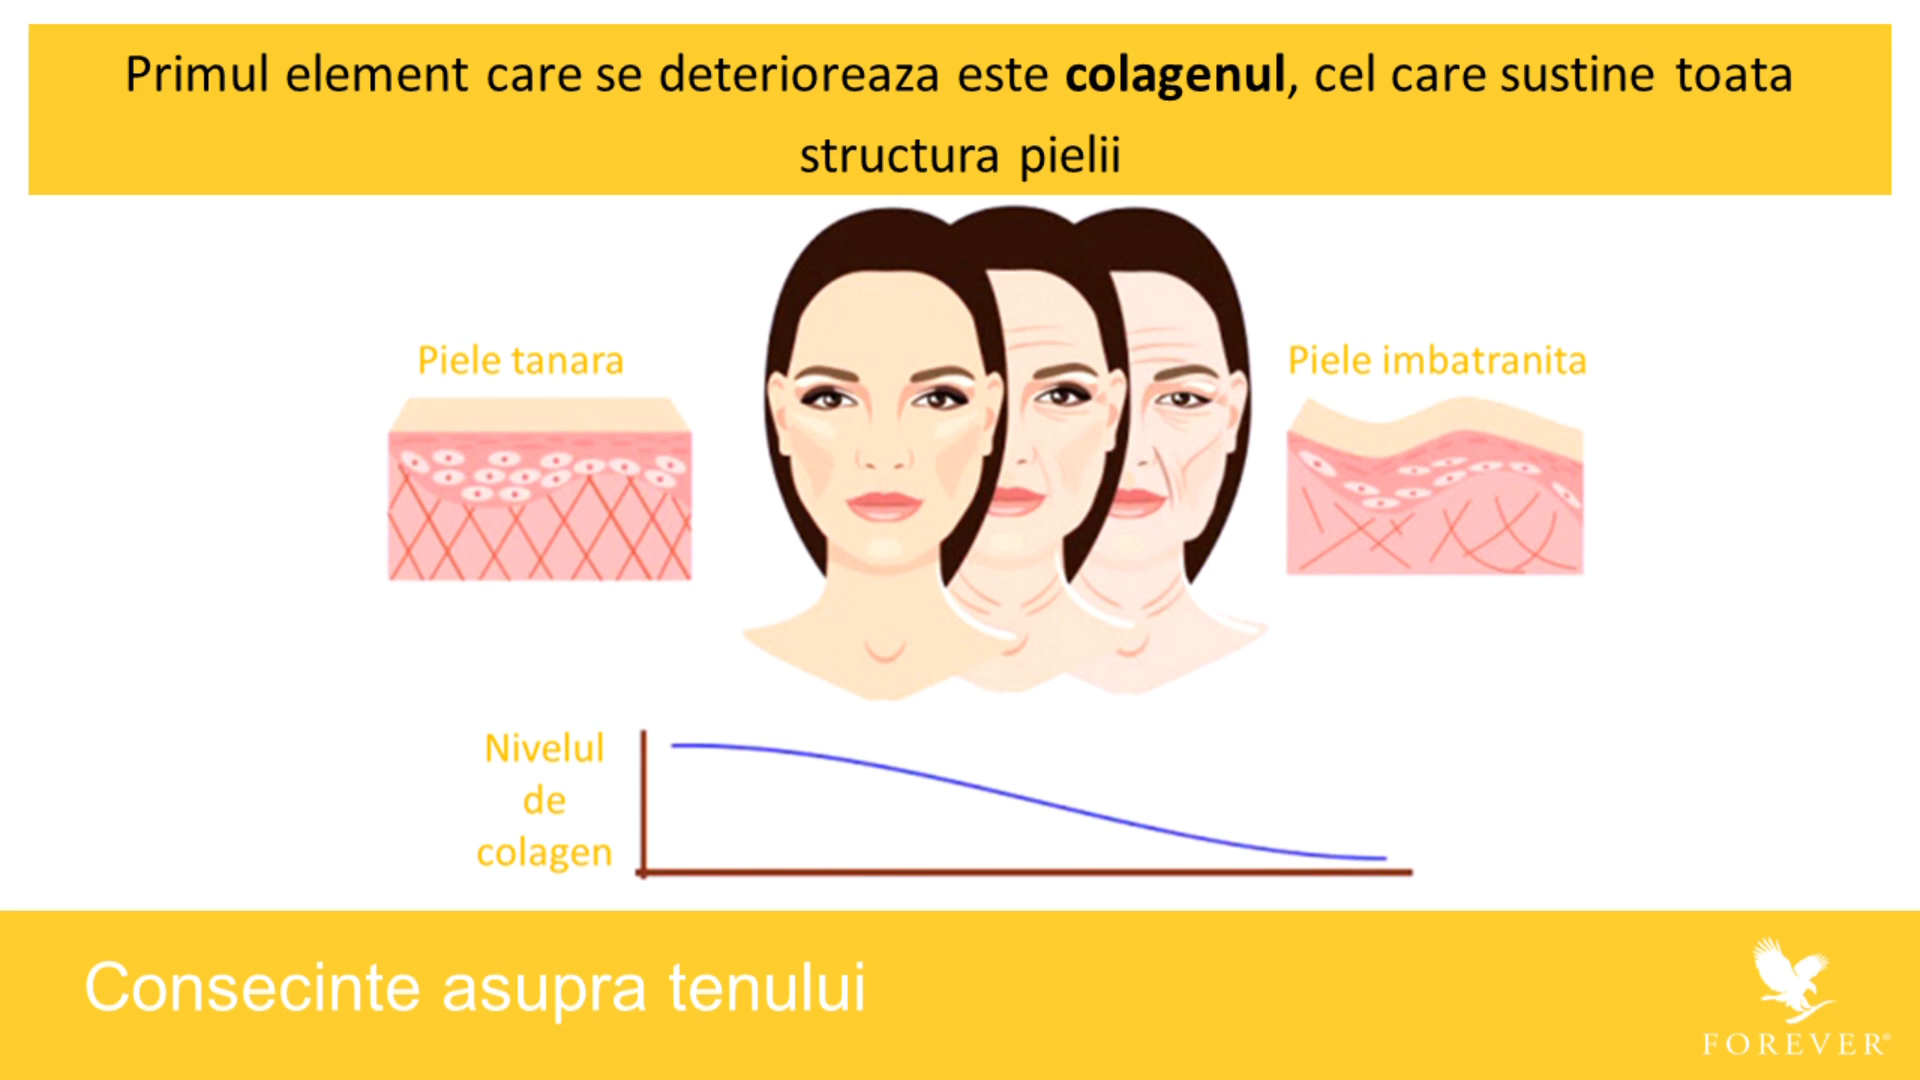 Primul element care se deterioreaza este colagenul, cel care sustine toata
structura pielii
Piele tanara
Piele imbatranita
Nivelul
de
colagen
Consecinte asupra tenului
FOREVER®